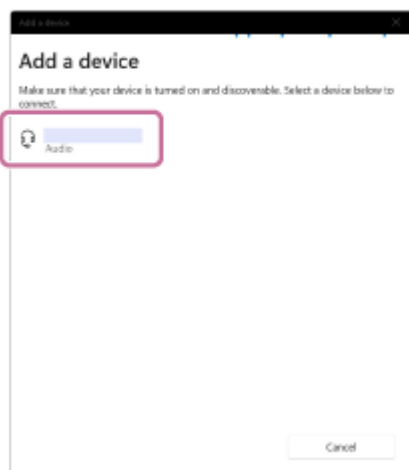 Add a device
Add a device
Make sure that your device is turned on and discoverable. Select a device below to
connect.
Audio
Cancel